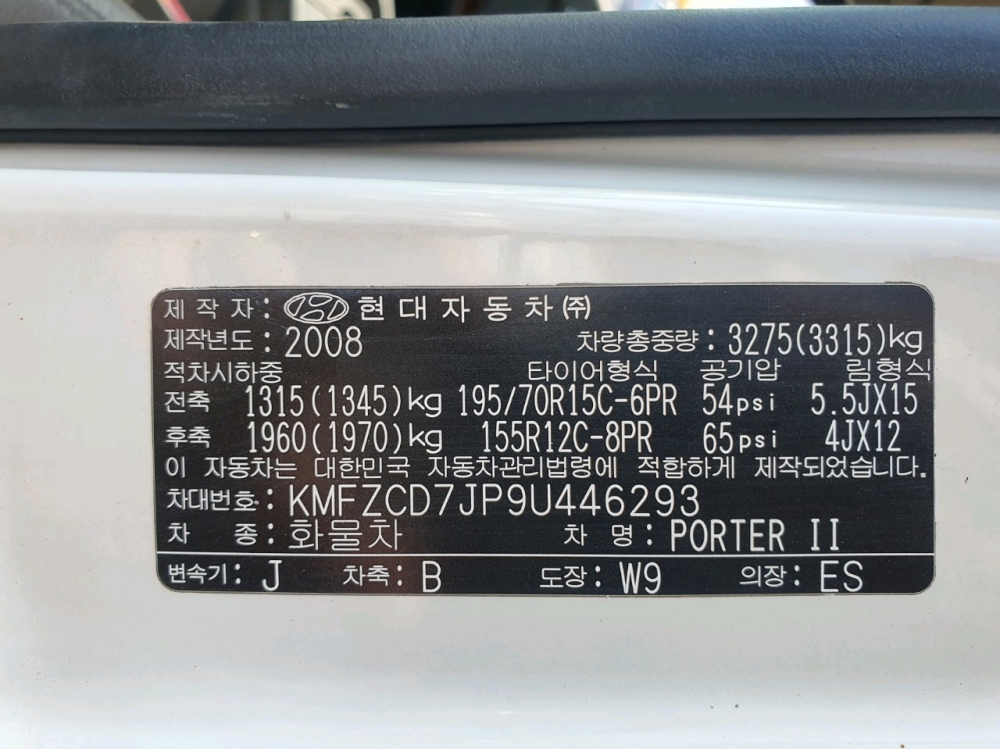 제 작 자 : 현 대 자 동 차 ㈜
제작년도 : 2008 차량총중량 : 3275(3315)kg
적차시하중 타이어형식 공기압 림형식
전축 1315(1345)kg 195/70R15C-6PR 54psi 5.5JX15
후축 1960(1970)kg 155R12C-8PR 65psi 4JX12
이 자동차는 대한민국 자동차관리법령에 적합하게 제작되었습니다.
차대번호 : KMFZCD7JP9U446293
차 종 : 화물차 차 명 : PORTER II
변속기 : J 차축 : B 도장 : W9 의장 : ES